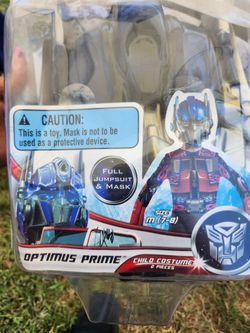 CAUTION:
This is a toy. Mask is not to be
used as a protective device.
FULL
JUMPSUIT
& MASK
SIZE
M (7-8)
OPTIMUS PRIME™
CHILD COSTUME
2 PIECES